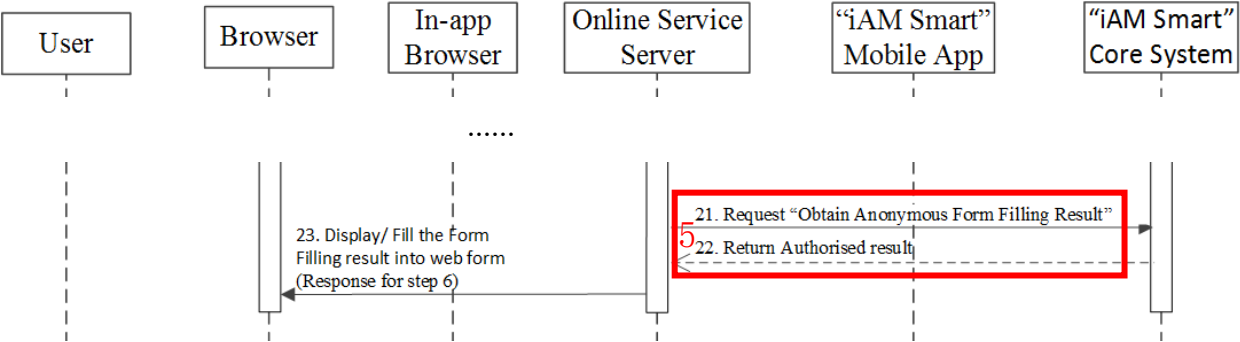 User
Browser
In-app
Browser
Online Service
Server
“iAM Smart”
Mobile App
“iAM Smart”
Core System
......
21. Request “Obtain Anonymous Form Filling Result”
5
22. Return Authorised result
23. Display/ Fill the Form
Filling result into web form
(Response for step 6)